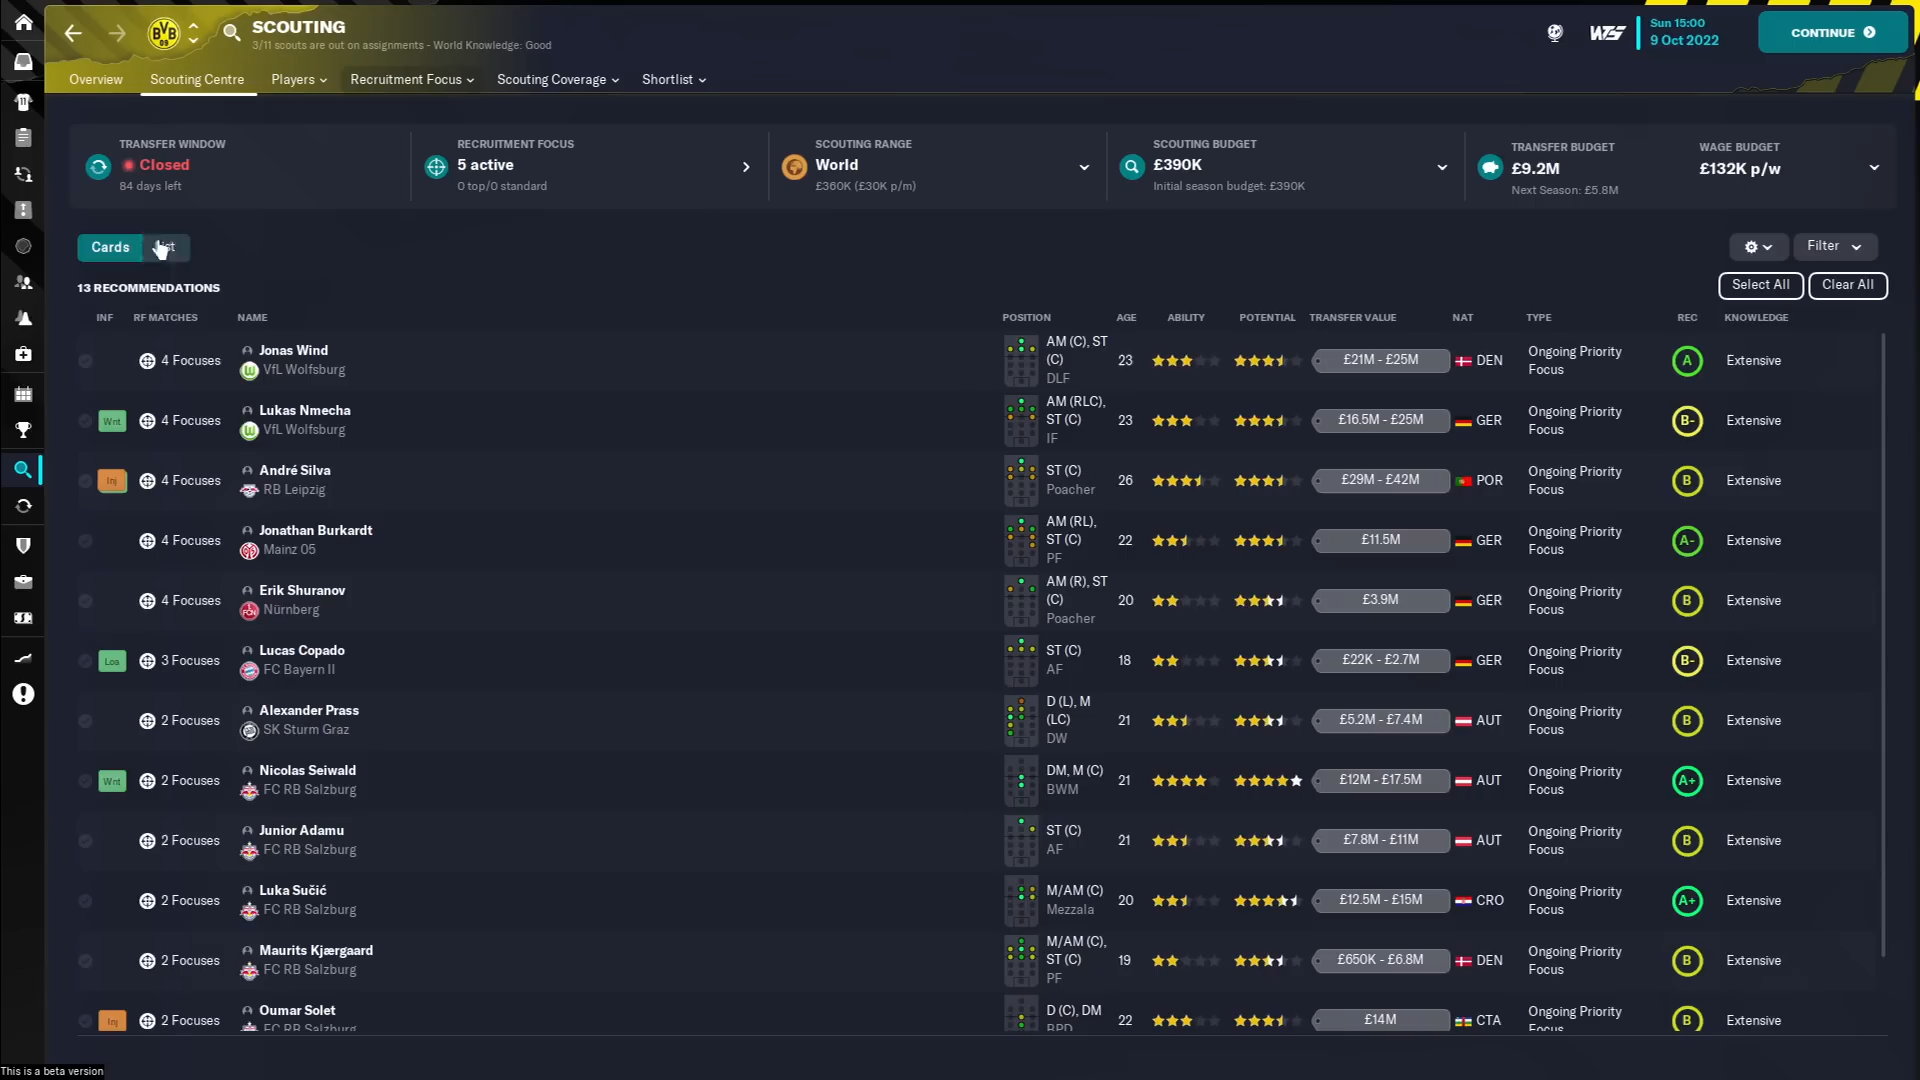 SCOUTING
3/11 scouts are out on assignments - World Knowledge: Good
Sun 15:00
9 Oct 2022
CONTINUE
Overview
Scouting Centre
Players
Recruitment Focus
Scouting Coverage
Shortlist
TRANSFER WINDOW
Closed
84 days left
RECRUITMENT FOCUS
5 active
0 top/0 standard
SCOUTING RANGE
World
£360K (£30K p/m)
SCOUTING BUDGET
£390K
Initial season budget: £390K
TRANSFER BUDGET
£9.2M
Next Season: £5.8M
WAGE BUDGET
£132K p/w
Cards
Filter
13 RECOMMENDATIONS
Select All
Clear All
INF RF MATCHES NAME POSITION AGE ABILITY POTENTIAL TRANSFER VALUE NAT TYPE REC KNOWLEDGE
4 Focuses
Jonas Wind
VfL Wolfsburg
AM (C), ST
(C)
DLF
23
£21M - £25M
DEN
Ongoing Priority
Focus
A
Extensive
Wnt
4 Focuses
Lukas Nmecha
VfL Wolfsburg
AM (RLC),
ST (C)
IF
23
£16.5M - £25M
GER
Ongoing Priority
Focus
B-
Extensive
Inj
4 Focuses
André Silva
RB Leipzig
ST (C)
Poacher
26
£29M - £42M
POR
Ongoing Priority
Focus
B
Extensive
4 Focuses
Jonathan Burkardt
Mainz 05
AM (RL),
ST (C)
PF
22
£11.5M
GER
Ongoing Priority
Focus
A-
Extensive
4 Focuses
Erik Shuranov
Nürnberg
AM (R), ST
(C)
Poacher
20
£3.9M
GER
Ongoing Priority
Focus
B
Extensive
Loa
3 Focuses
Lucas Copado
FC Bayern II
ST (C)
AF
18
£22K - £2.7M
GER
Ongoing Priority
Focus
B-
Extensive
2 Focuses
Alexander Prass
SK Sturm Graz
D (L), M
(LC)
DW
21
£5.2M - £7.4M
AUT
Ongoing Priority
Focus
B
Extensive
Wnt
2 Focuses
Nicolas Seiwald
FC RB Salzburg
DM, M (C)
BWM
21
£12M - £17.5M
AUT
Ongoing Priority
Focus
A+
Extensive
2 Focuses
Junior Adamu
FC RB Salzburg
ST (C)
AF
21
£7.8M - £11M
AUT
Ongoing Priority
Focus
B
Extensive
2 Focuses
Luka Sučić
FC RB Salzburg
M/AM (C)
Mezzala
20
£12.5M - £15M
CRO
Ongoing Priority
Focus
A+
Extensive
2 Focuses
Maurits Kjærgaard
FC RB Salzburg
M/AM (C),
ST (C)
PF
19
£650K - £6.8M
DEN
Ongoing Priority
Focus
B
Extensive
Inj
2 Focuses
Oumar Solet
FC RB Salzburg
D (C), DM
BPD
22
£14M
CTA
Ongoing Priority
Focus
B
Extensive
This is a beta version